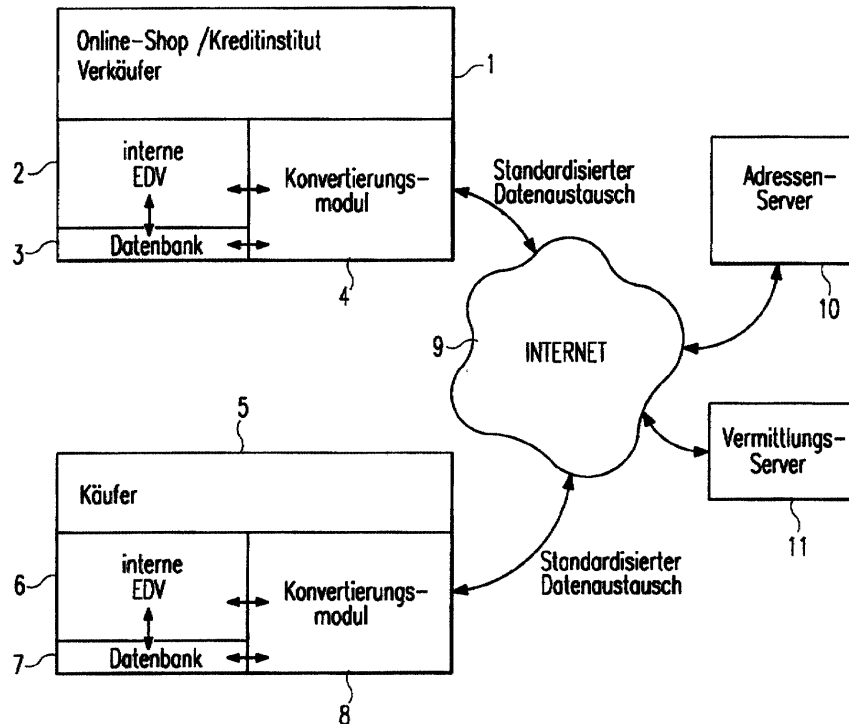 Online-Shop /Kreditinstitut
Verkäufer
1
2
interne
EDV
Konvertierungs-
modul
3
Datenbank
4
Standardisierter
Datenaustausch
Adressen-
Server
10
9
INTERNET
5
Käufer
Vermittlungs-
Server
11
6
interne
EDV
Konvertierungs-
modul
7
Datenbank
8
Standardisierter
Datenaustausch